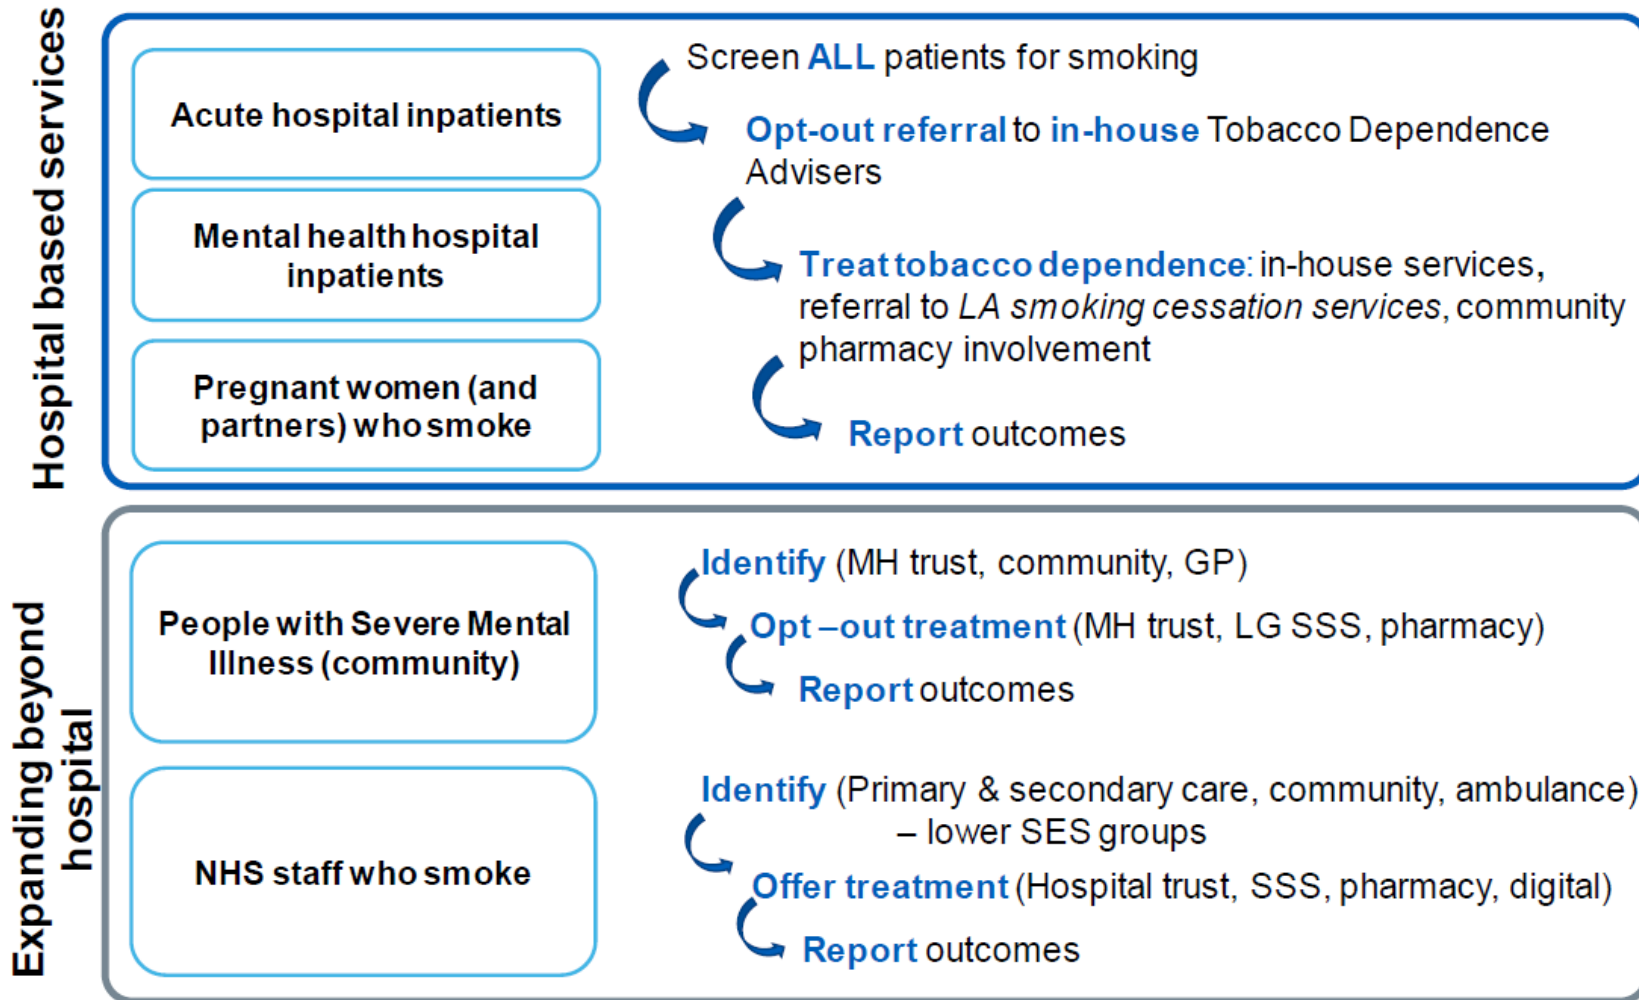 Hospital based services
Acute hospital inpatients
Mental health hospital
inpatients
Pregnant women (and
partners) who smoke
Screen ALL patients for smoking
Opt-out referral to in-house Tobacco Dependence
Advisers
Treat tobacco dependence: in-house services,
referral to LA smoking cessation services, community
pharmacy involvement
Report outcomes
Expanding beyond
hospital
People with Severe Mental
Illness (community)
Identify (MH trust, community, GP)
Opt –out treatment (MH trust, LG SSS, pharmacy)
Report outcomes
NHS staff who smoke
Identify (Primary & secondary care, community, ambulance)
– lower SES groups
Offer treatment (Hospital trust, SSS, pharmacy, digital)
Report outcomes